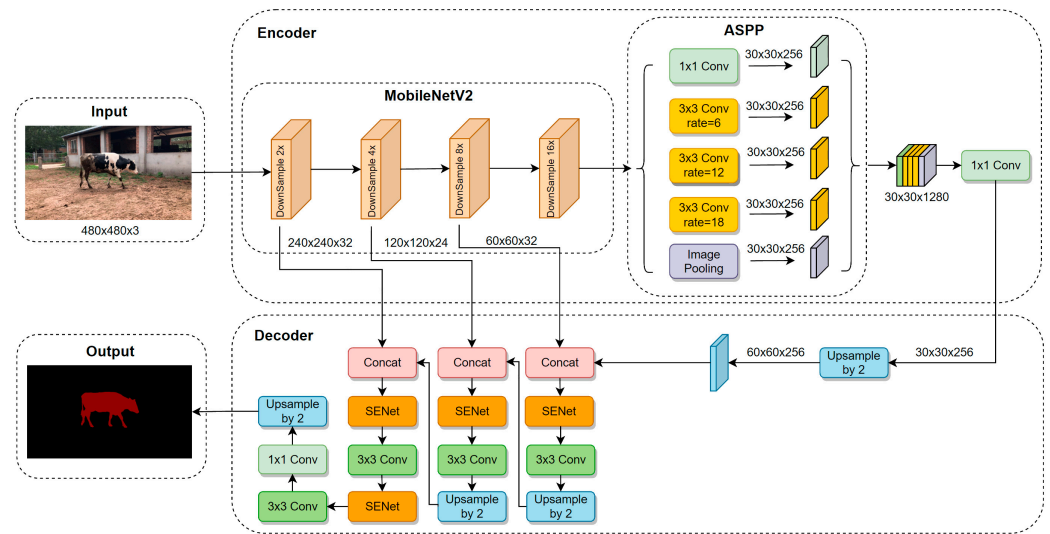 Encoder
ASPP
1x1 Conv
30x30x256
3x3 Conv
rate=6
30x30x256
3x3 Conv
rate=12
30x30x256
3x3 Conv
rate=18
30x30x256
Image
Pooling
30x30x256
30x30x1280
1x1 Conv
MobileNetV2
DownSample 2x
DownSample 4x
DownSample 8x
DownSample 16x
Input
480x480x3
240x240x32
120x120x24
60x60x32
Decoder
Concat
Concat
Concat
60x60x256
Upsample
by 2
30x30x256
SENet
SENet
SENet
3x3 Conv
3x3 Conv
3x3 Conv
SENet
Upsample
by 2
Upsample
by 2
Upsample
by 2
1x1 Conv
3x3 Conv
Output